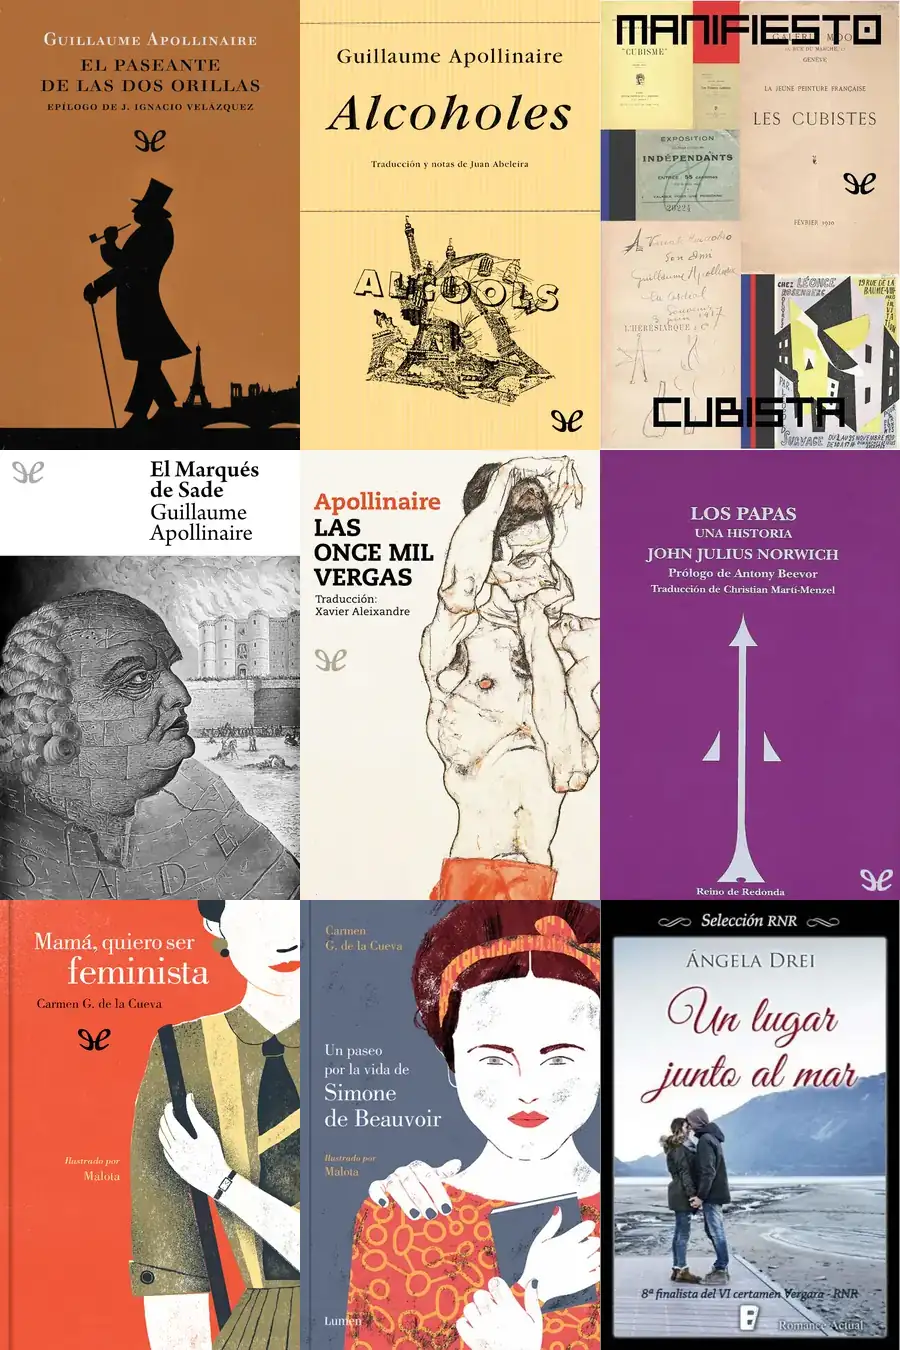 GUILLAUME APOLLINAIRE
EL PASEANTE
DE LAS DOS ORILLAS
EPÍLOGO DE J. IGNACIO VELÁZQUEZ
Guillaume Apollinaire
Alcoholes
Traducción y notas de Juan Abeleira
ALCOOLS
MANIFIESTO
"CUBISME"
EXPOSITION
INDÉPENDANTS
20224
GENÈVE
LA JEUNE PEINTURE FRANÇAISE
LES CUBISTES
FÉVRIER 1920
L'HÉRÉSIARQUE & Cie
CHEZ LÉONCE
ROSENBERG
19 RUE DE LA
BAUME-VIII
SURVAGE
CUBISTA
El Marqués
de Sade
Guillaume
Apollinaire
SADE
Apollinaire
LAS
ONCE MIL
VERGAS
Traducción:
Xavier Aleixandre
LOS PAPAS
UNA HISTORIA
JOHN JULIUS NORWICH
Prólogo de Antony Beevor
Traducción de Christian Martí-Menzel
Reino de Redonda
Mamá, quiero ser
feminista
Carmen G. de la Cueva
Ilustrado por
Malota
Carmen
G. de la Cueva
Un paseo
por la vida de
Simone
de Beauvoir
Ilustrado por
Malota
Lumen
Selección RNR
ÁNGELA DREI
Un lugar
junto al mar
8ª finalista del VI certamen Vergara - RNR
B
Romance Actual